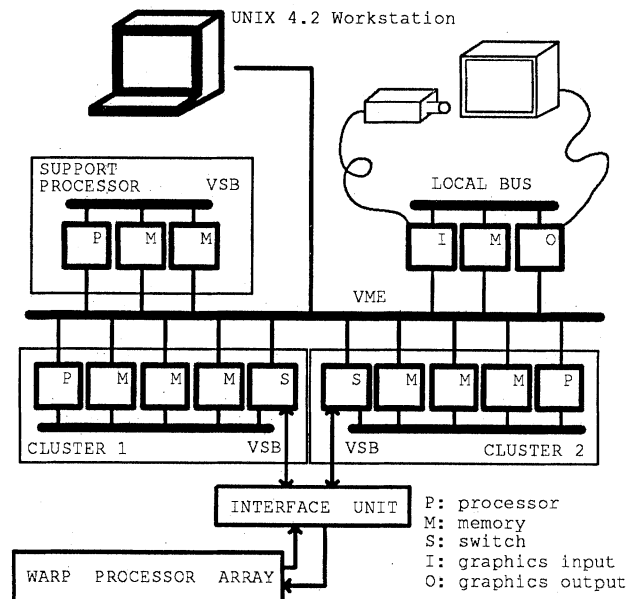 UNIX 4.2 Workstation
SUPPORT
PROCESSOR VSB
P M M
LOCAL BUS
I M O
VME
P M M M S
S M M M P
VSB
CLUSTER 1
VSB
CLUSTER 2
INTERFACE UNIT
WARP PROCESSOR ARRAY
P: processor
M: memory
S: switch
I: graphics input
O: graphics output